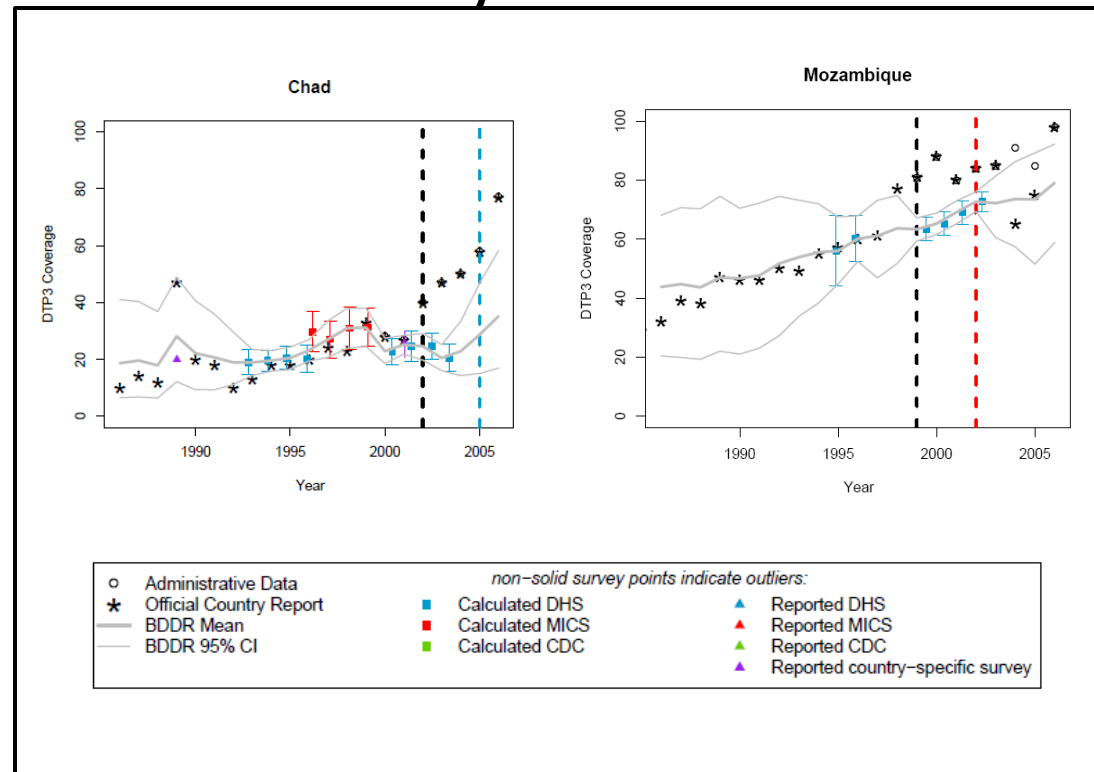 Chad
DTP3 Coverage
100
80
60
40
20
0
1990
1995
2000
2005
Year
Mozambique
DTP3 Coverage
100
80
60
40
20
0
1990
1995
2000
2005
Year
Administrative Data
Official Country Report
BDDR Mean
BDDR 95% CI
non-solid survey points indicate outliers:
Calculated DHS
Calculated MICS
Calculated CDC
Reported DHS
Reported MICS
Reported CDC
Reported country-specific survey